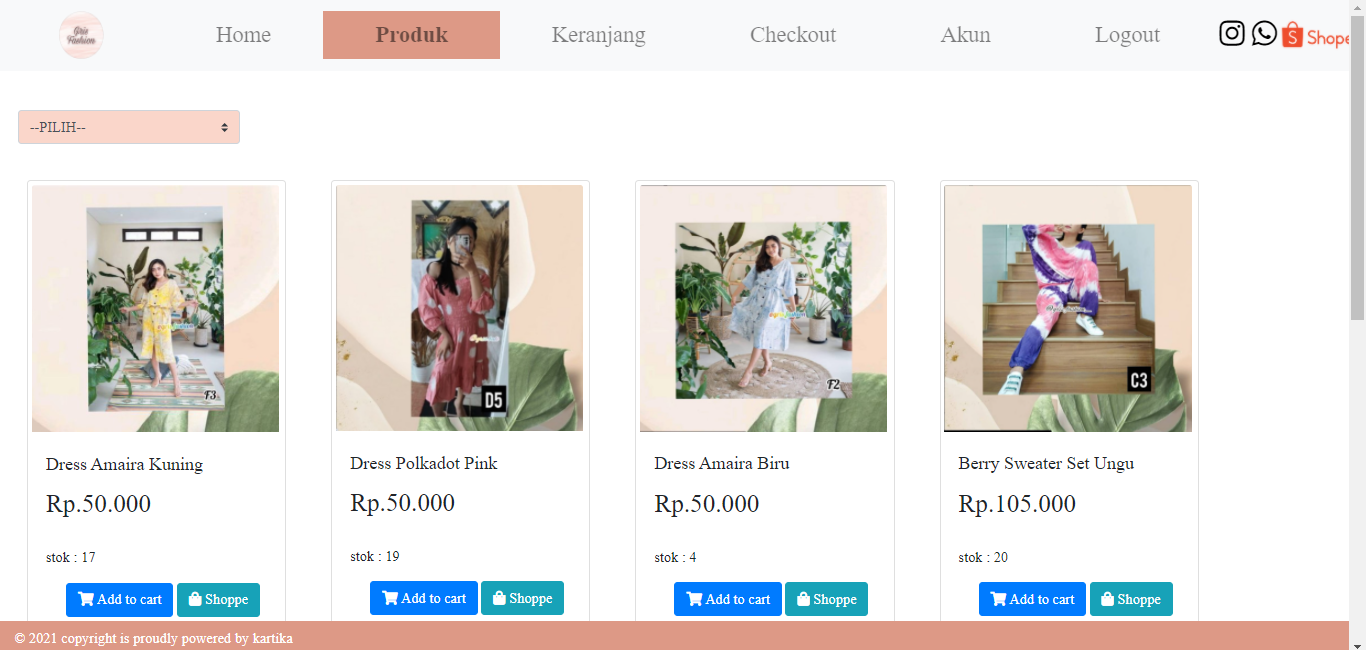 Gris Fashion
Home
Produk
Keranjang
Checkout
Akun
Logout
S
Shope
--PILIH--
F3
D5
F2
C3
Dress Amaira Kuning
Rp.50.000
stok : 17
Add to cart
Shoppe
Dress Polkadot Pink
Rp.50.000
stok : 19
Add to cart
Shoppe
Dress Amaira Biru
Rp.50.000
stok : 4
Add to cart
Shoppe
Berry Sweater Set Ungu
Rp.105.000
stok : 20
Add to cart
Shoppe
© 2021 copyright is proudly powered by kartika